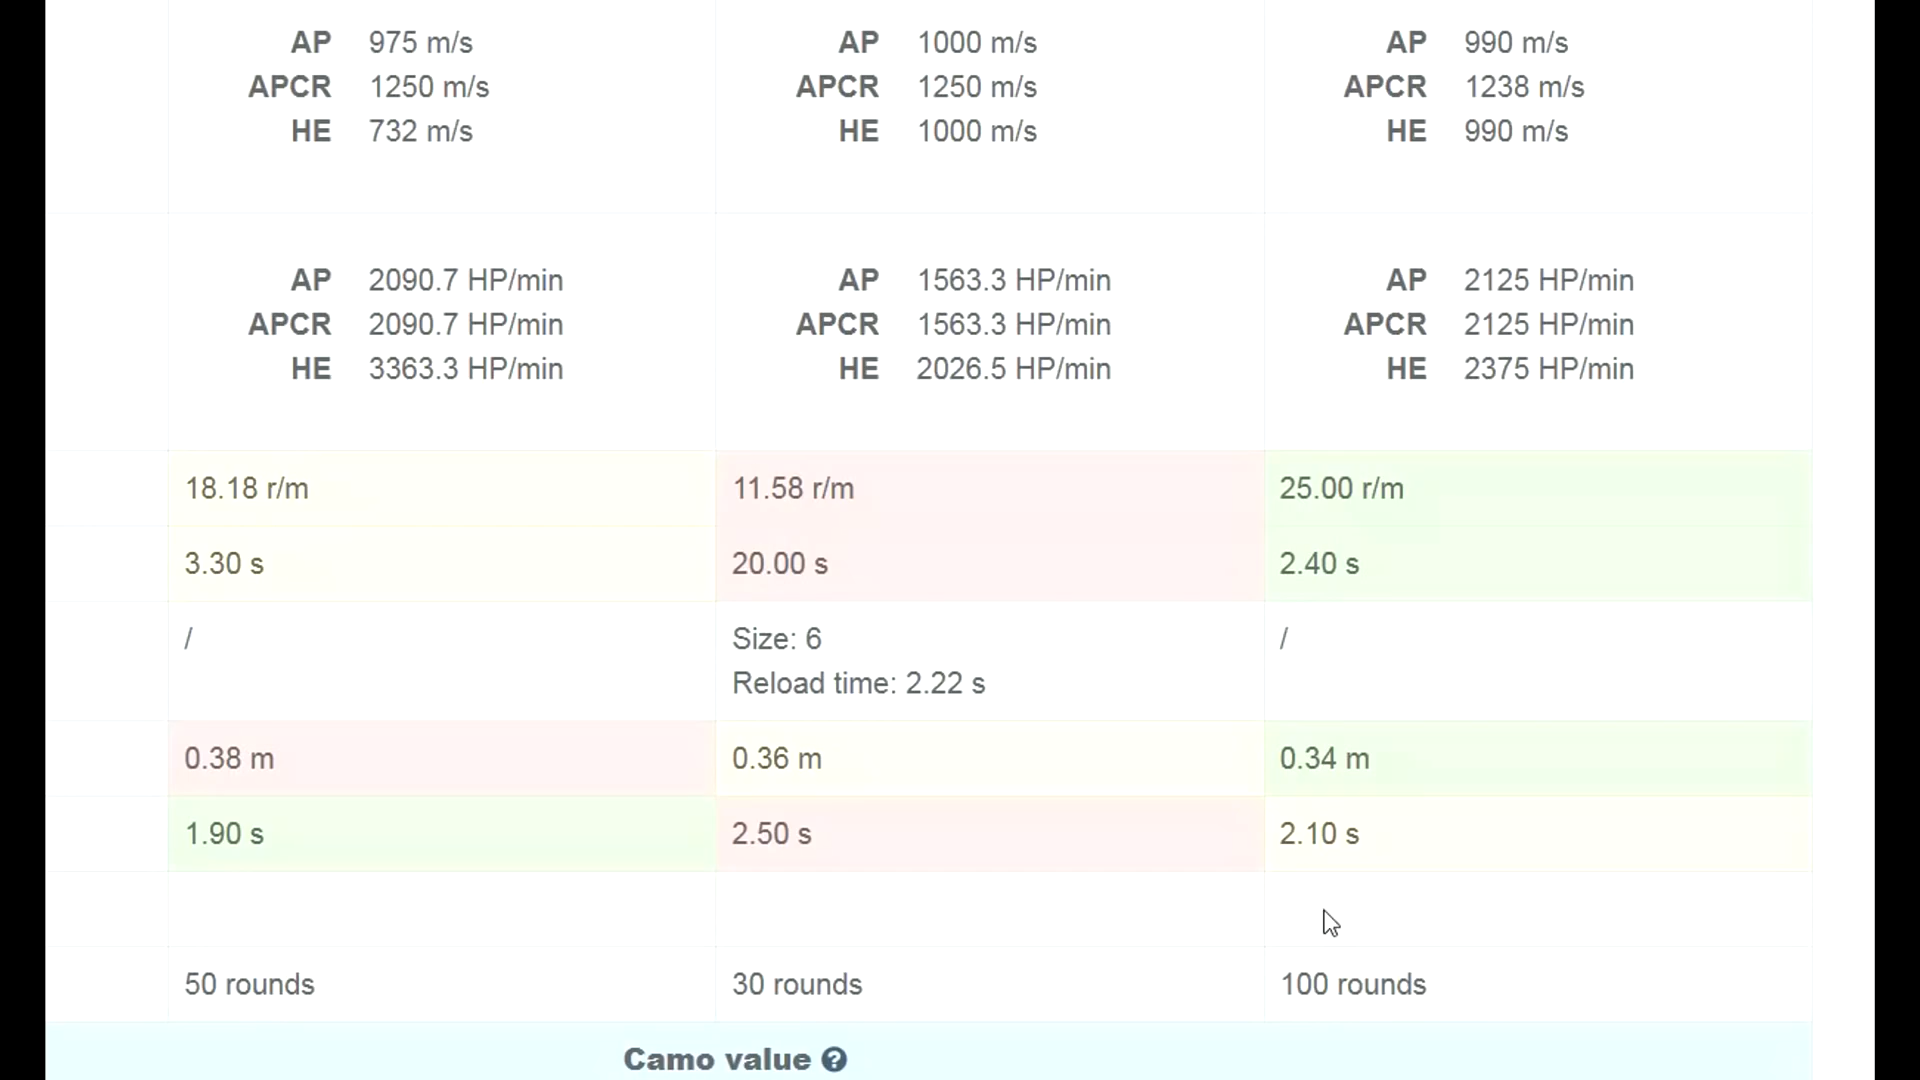 AP 975 m/s AP 1000 m/s AP 990 m/s
APCR 1250 m/s APCR 1250 m/s APCR 1238 m/s
HE 732 m/s HE 1000 m/s HE 990 m/s
AP 2090.7 HP/min AP 1563.3 HP/min AP 2125 HP/min
APCR 2090.7 HP/min APCR 1563.3 HP/min APCR 2125 HP/min
HE 3363.3 HP/min HE 2026.5 HP/min HE 2375 HP/min
18.18 r/m 11.58 r/m 25.00 r/m
3.30 s 20.00 s 2.40 s
/ Size: 6 /
Reload time: 2.22 s
0.38 m 0.36 m 0.34 m
1.90 s 2.50 s 2.10 s
50 rounds 30 rounds 100 rounds
Camo value ?